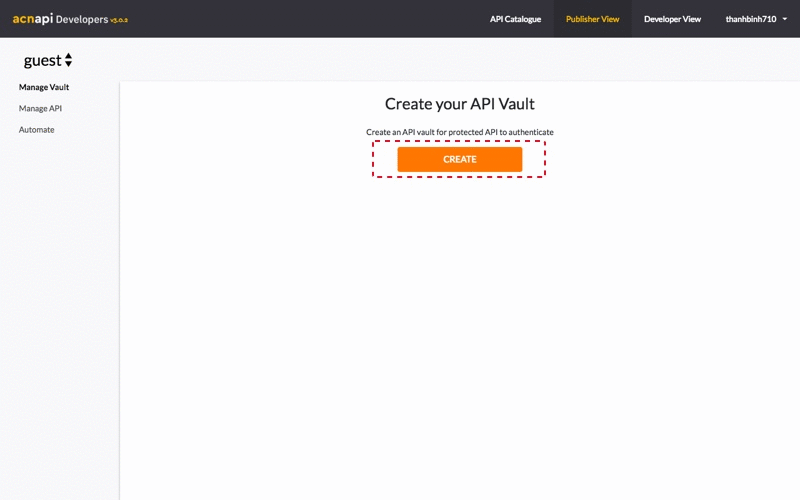 acnapi Developers v3.0.2
API Catalogue
Publisher View
Developer View
thanhbinh710
guest
Manage Vault
Manage API
Automate
Create your API Vault
Create an API vault for protected API to authenticate
CREATE